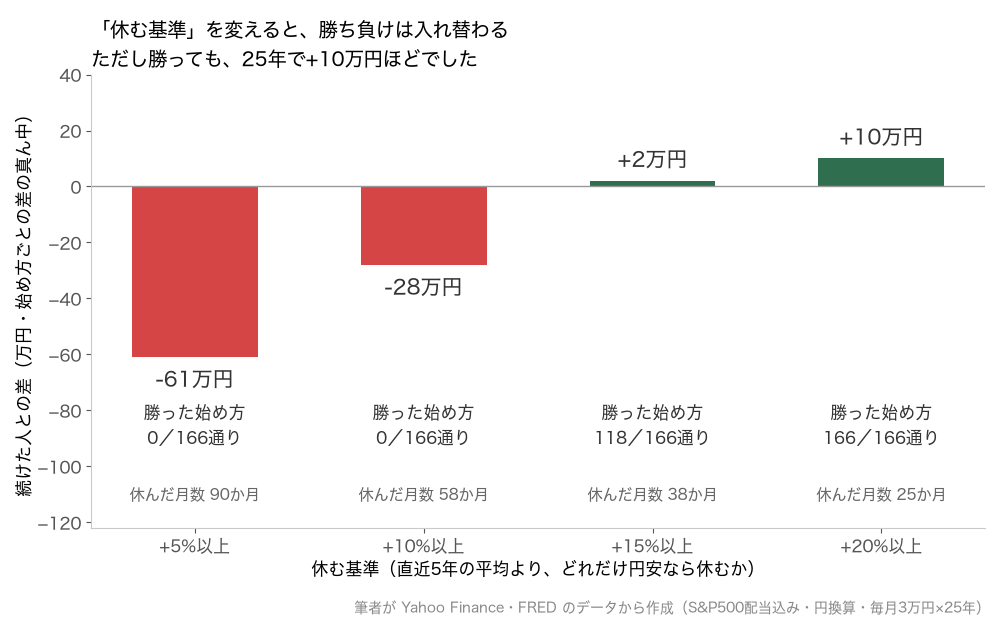 「休む基準」を変えると、勝ち負けは入れ替わる
ただし勝っても、25年で+10万円ほどでした
続けた人との差（万円・始め方ごとの差の真ん中）
40
20
0
−20
−40
−60
−80
−100
−120
-61万円
-28万円
+2万円
+10万円
勝った始め方
0／166通り
勝った始め方
0／166通り
勝った始め方
118／166通り
勝った始め方
166／166通り
休んだ月数 90か月
休んだ月数 58か月
休んだ月数 38か月
休んだ月数 25か月
+5%以上
+10%以上
+15%以上
+20%以上
休む基準（直近5年の平均より、どれだけ円安なら休むか）
筆者が Yahoo Finance・FRED のデータから作成（S&P500配当込み・円換算・毎月3万円×25年）